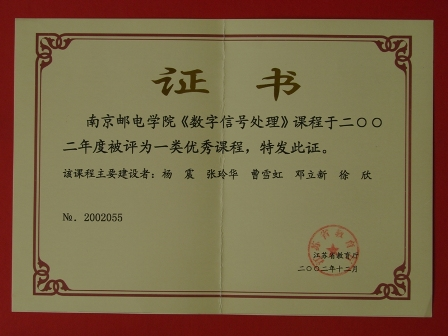 证书
南京邮电学院《数字信号处理》课程于二〇〇
二年度被评为一类优秀课程，特发此证。
该课程主要建设者：杨 震 张玲华 曹雪虹 邓立新 徐 欣
№. 2002055
江苏省教育厅
二〇〇二年十二月